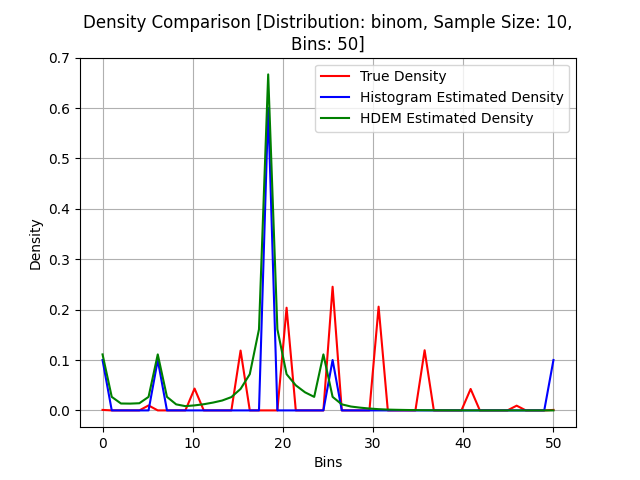 Density Comparison [Distribution: binom, Sample Size: 10,
Bins: 50]
True Density
Histogram Estimated Density
HDEM Estimated Density
Density
0.7
0.6
0.5
0.4
0.3
0.2
0.1
0.0
0 10 20 30 40 50
Bins